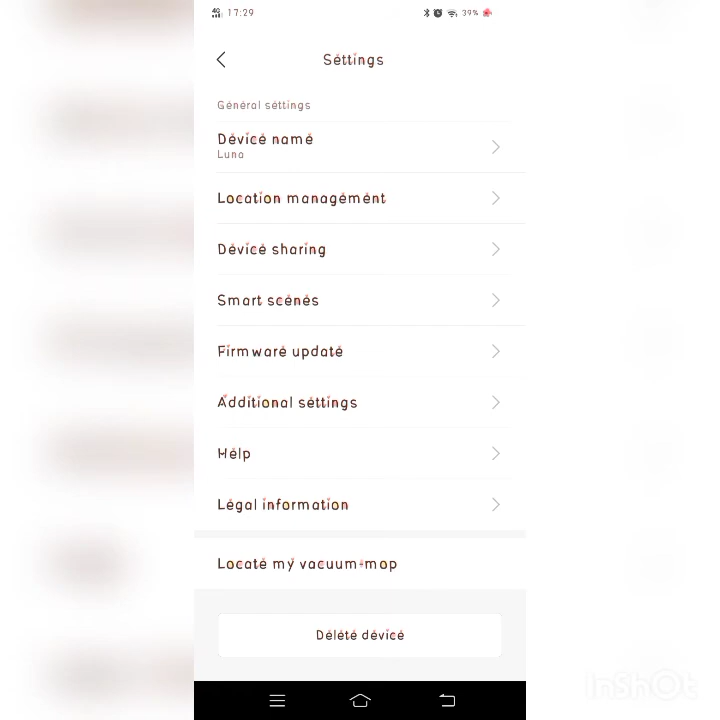 4G 17:29 39%
Settings
General settings
Device name
Luna
Location management
Device sharing
Smart scenes
Firmware update
Additional settings
Help
Legal information
Locate my vacuum-mop
Delete device
InShOt